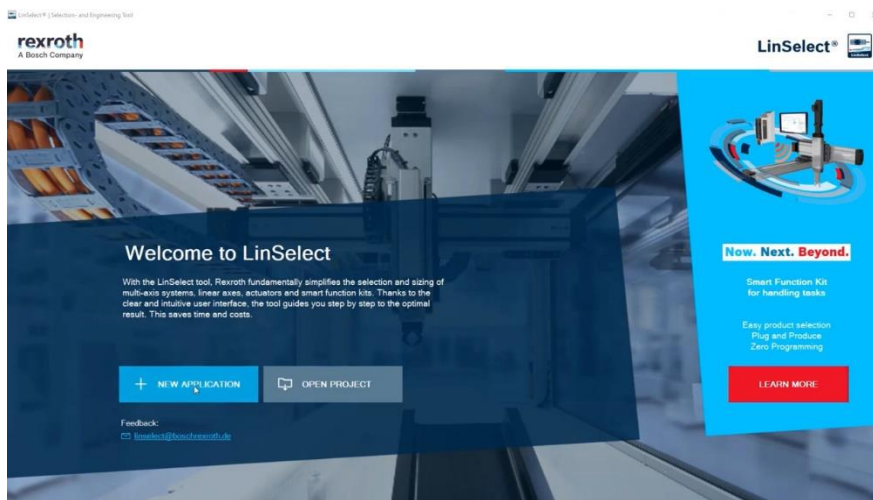 LinSelect® | Selection- and Engineering Tool
rexroth
A Bosch Company
LinSelect®
Welcome to LinSelect
With the LinSelect tool, Rexroth fundamentally simplifies the selection and sizing of
multi-axis systems, linear axes, actuators and smart function kits. Thanks to the
clear and intuitive user interface, the tool guides you step by step to the optimal
result. This saves time and costs.
NEW APPLICATION
OPEN PROJECT
Feedback:
linselect@boschrexroth.de
Now. Next. Beyond.
Smart Function Kit
for handling tasks
Easy product selection
Plug and Produce
Zero Programming
LEARN MORE